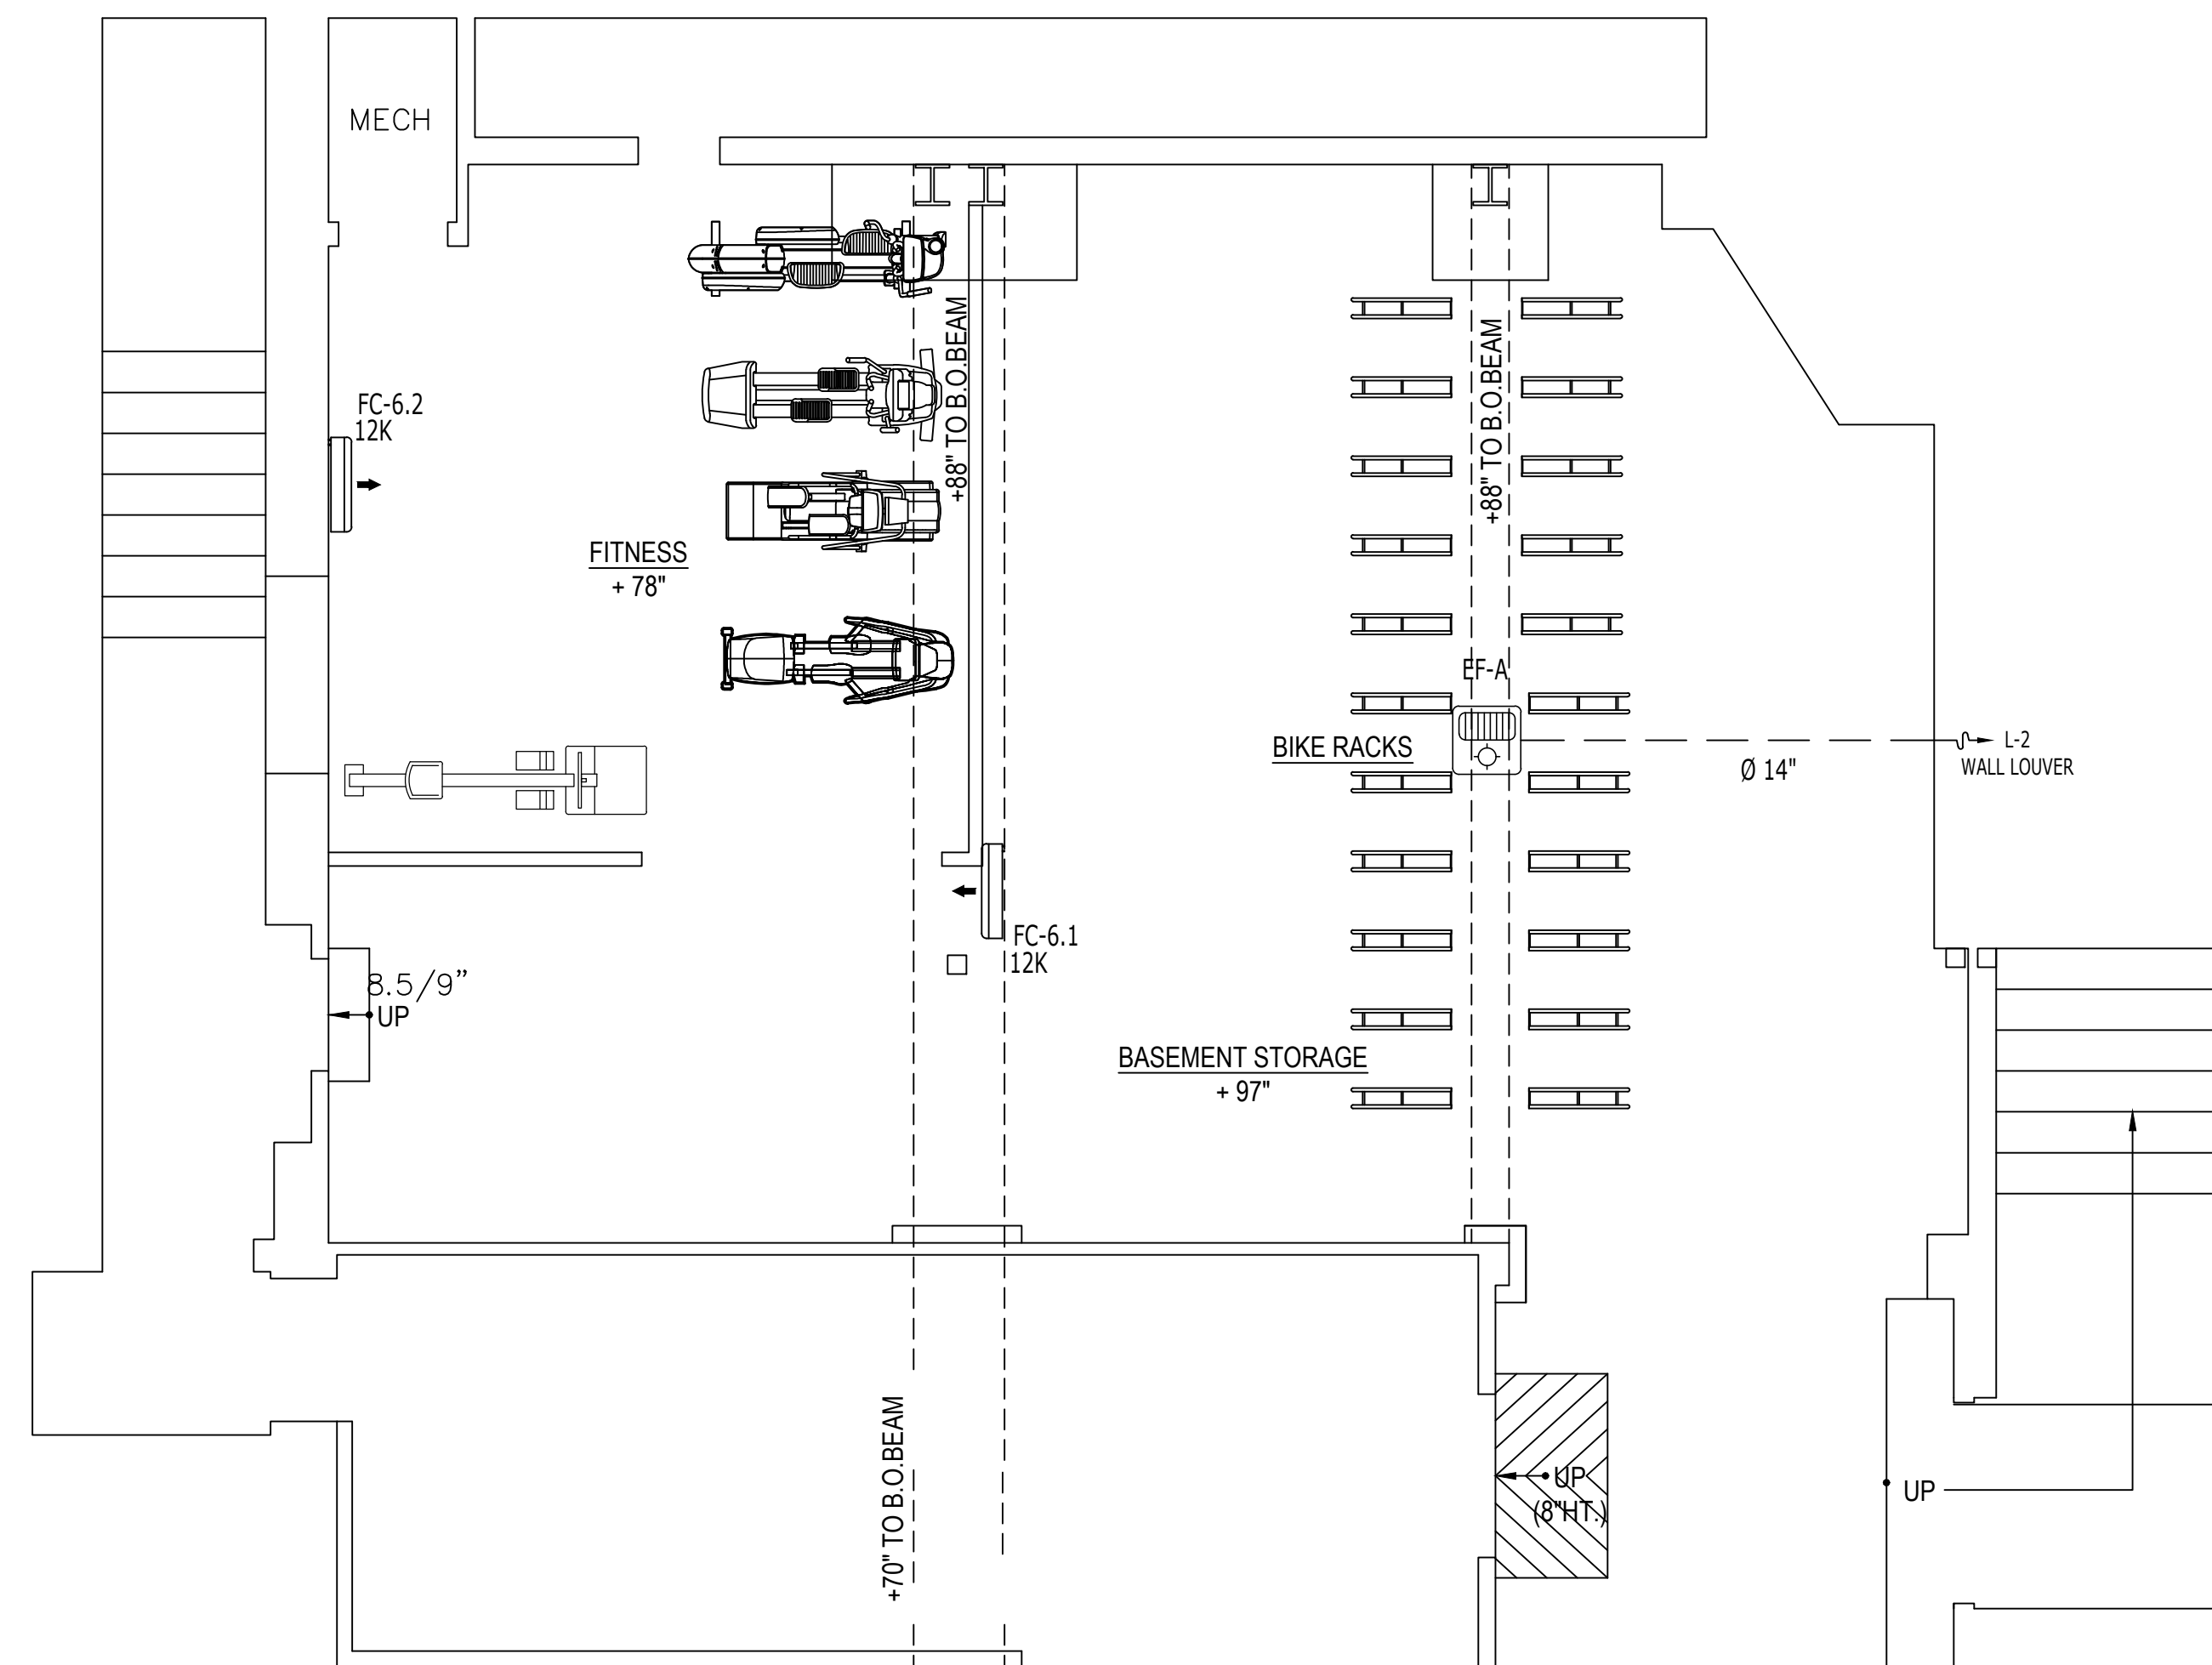 MECH
+88" TO B.O.BEAM
+88" TO B.O.BEAM
FC-6.2
12K
FITNESS
+ 78"
EF-A
BIKE RACKS
Ø 14"
L-2
WALL LOUVER
FC-6.1
12K
8.5/9”
UP
BASEMENT STORAGE
+ 97"
+70" TO B.O.BEAM
UP
(8"HT.)
UP